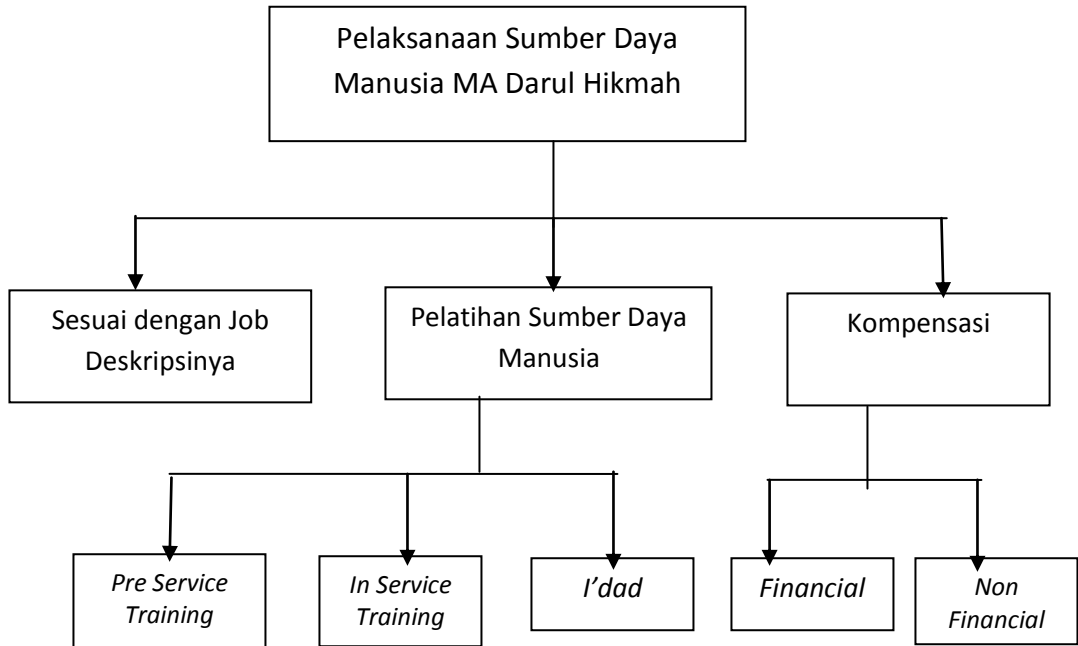 Pelaksanaan Sumber Daya
Manusia MA Darul Hikmah
Sesuai dengan Job
Deskripsinya
Pelatihan Sumber Daya
Manusia
Kompensasi
Pre Service
Training
In Service
Training
I'dad
Financial
Non
Financial